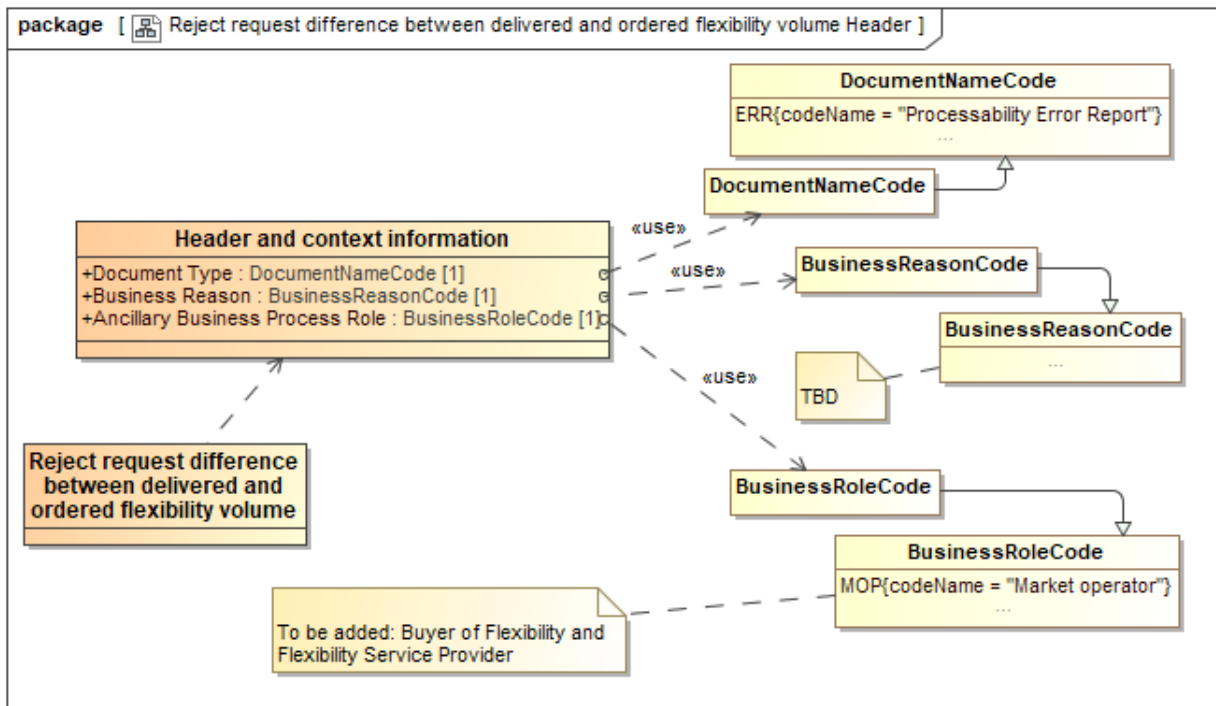 package [ Reject request difference between delivered and ordered flexibility volume Header ]
DocumentNameCode
ERR{codeName = "Processability Error Report"}
...
DocumentNameCode
«use»
Header and context information
+Document Type : DocumentNameCode [1]
+Business Reason : BusinessReasonCode [1]
+Ancillary Business Process Role : BusinessRoleCode [1]
«use»
BusinessReasonCode
BusinessReasonCode
...
«use»
TBD
Reject request difference
between delivered and
ordered flexibility volume
BusinessRoleCode
BusinessRoleCode
MOP{codeName = "Market operator"}
...
To be added: Buyer of Flexibility and
Flexibility Service Provider